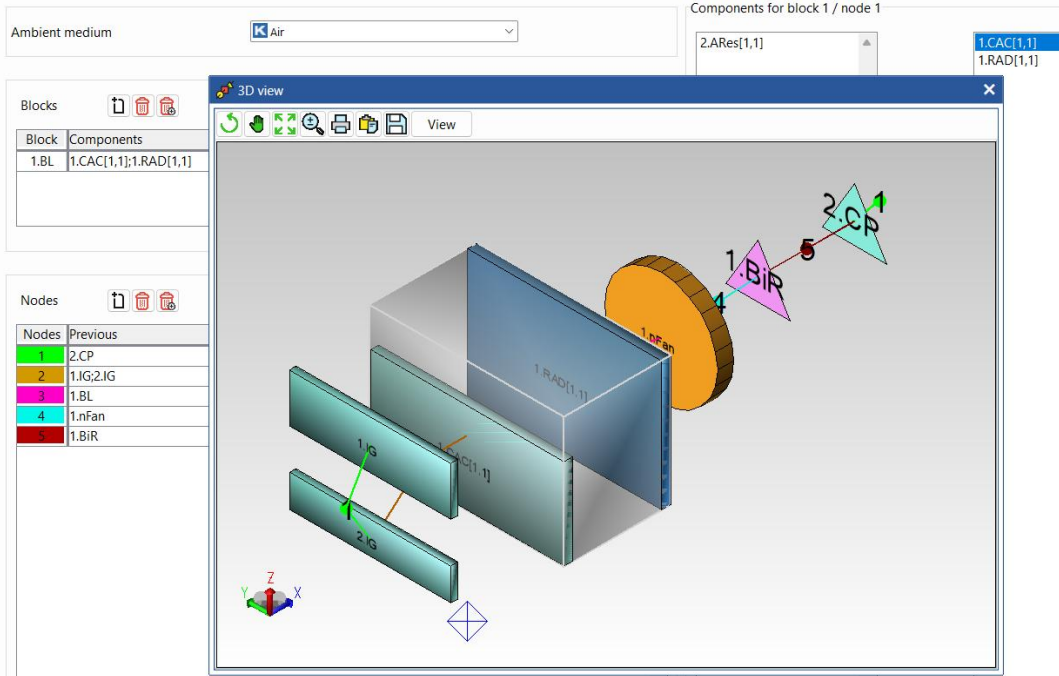 Components for block 1 / node 1
Ambient medium
K Air
2.ARes[1,1]
1.CAC[1,1]
1.RAD[1,1]
3D view
View
Blocks
Block Components
1.BL 1.CAC[1,1];1.RAD[1,1]
Nodes
Nodes Previous
1 2.CP
2 1.IG;2.IG
3 1.BL
4 1.nFan
5 1.BiR
2.CP
1
5
1.BiR
4
1.nFan
1.RAD[1,1]
1.CAC[1,1]
1.IG
1
2.IG
Z
Y
X